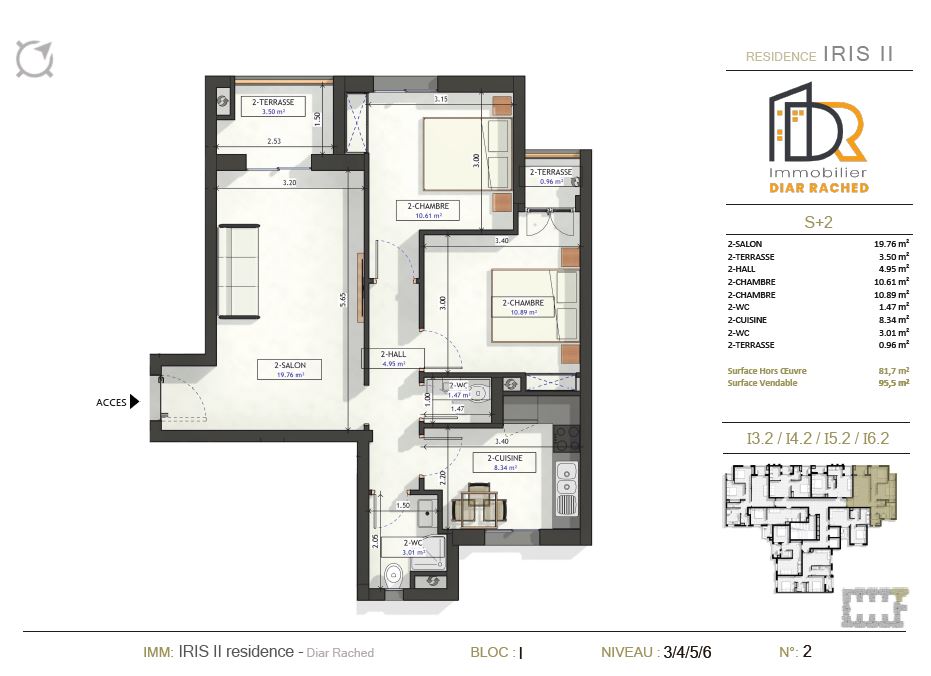 RESIDENCE IRIS II
DR
Immobilier
DIAR RACHED
S+2
2-SALON 19.76 m²
2-TERRASSE 3.50 m²
2-HALL 4.95 m²
2-CHAMBRE 10.61 m²
2-CHAMBRE 10.89 m²
2-WC 1.47 m²
2-CUISINE 8.34 m²
2-WC 3.01 m²
2-TERRASSE 0.96 m²
Surface Hors Œuvre 81,7 m²
Surface Vendable 95,5 m²
I3.2 / I4.2 / I5.2 / I6.2
2-TERRASSE
3.50 m²
1.50
2.53
3.15
3.00
2-CHAMBRE
10.61 m²
2-TERRASSE
0.96 m²
3.20
5.65
2-SALON
19.76 m²
3.40
3.00
2-CHAMBRE
10.89 m²
2-HALL
4.95 m²
ACCES
2-WC
1.47 m²
1.00
1.47
3.40
2-CUISINE
8.34 m²
2.20
1.50
2.05
2-WC
3.01 m²
IMM: IRIS II residence - Diar Rached BLOC : I NIVEAU : 3/4/5/6 N°: 2